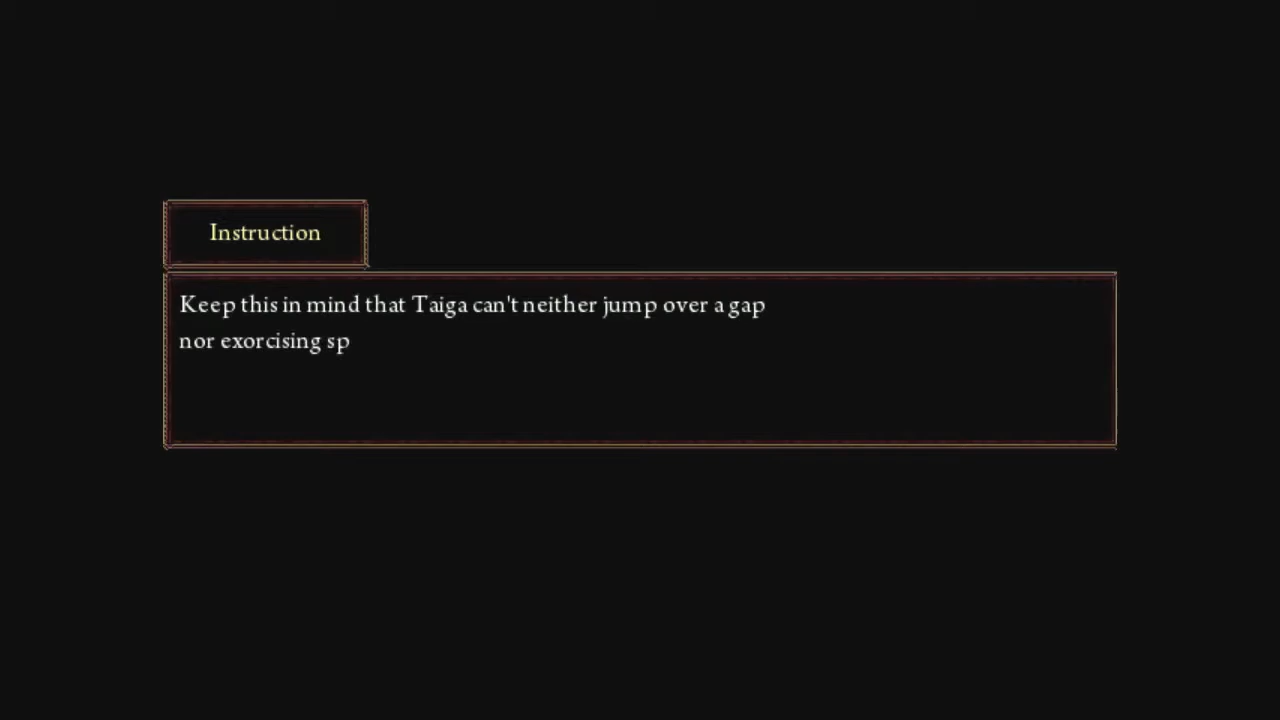 Instruction
Keep this in mind that Taiga can't neither jump over a gap
nor exorcising sp